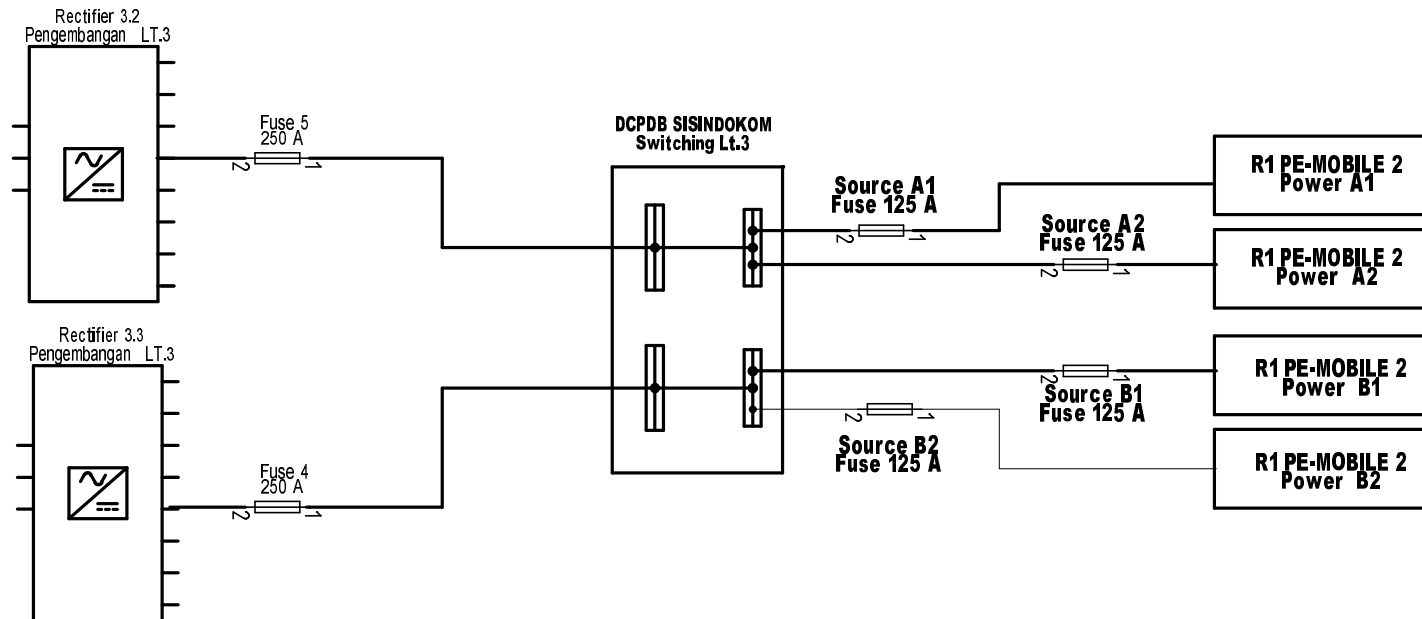 Rectifier 3.2
Pengembangan LT.3
Fuse 5
250 A
2
1
DCPDB SISINDOKOM
Switching Lt.3
Source A1
Fuse 125 A
2
1
Source A2
Fuse 125 A
2
1
R1 PE-MOBILE 2
Power A1
R1 PE-MOBILE 2
Power A2
Rectifier 3.3
Pengembangan LT.3
Fuse 4
250 A
2
1
2
1
Source B1
Fuse 125 A
2
1
Source B2
Fuse 125 A
R1 PE-MOBILE 2
Power B1
R1 PE-MOBILE 2
Power B2